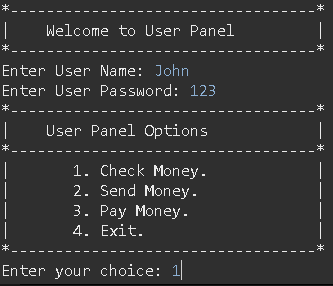 *----------------------------------*
|    Welcome to User Panel         |
*----------------------------------*
Enter User Name: John
Enter User Password: 123
*----------------------------------*
|    User Panel Options            |
*----------------------------------*
|       1. Check Money.            |
|       2. Send Money.             |
|       3. Pay Money.              |
|       4. Exit.                   |
*----------------------------------*
Enter your choice: 1